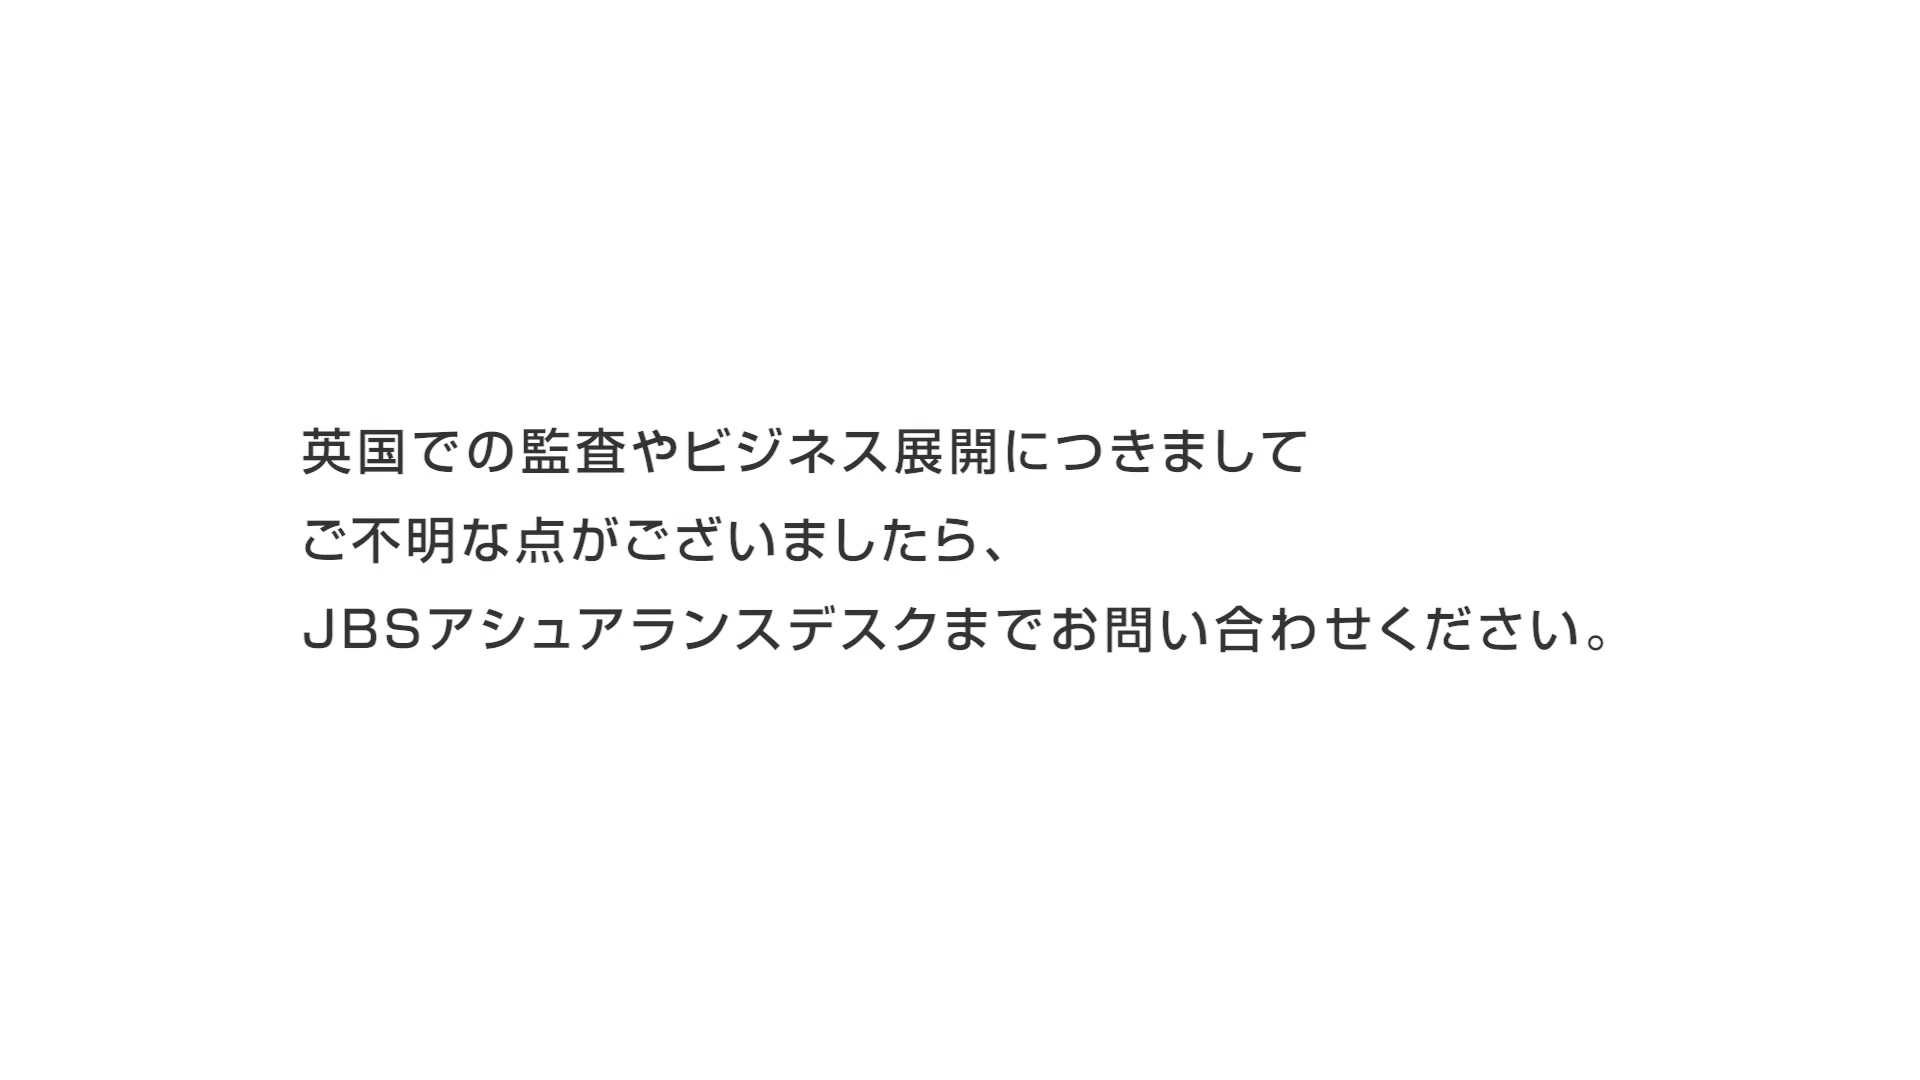 英国での監査やビジネス展開につきまして
ご不明な点がございましたら、
JBSアシュアランスデスクまでお問い合わせください。